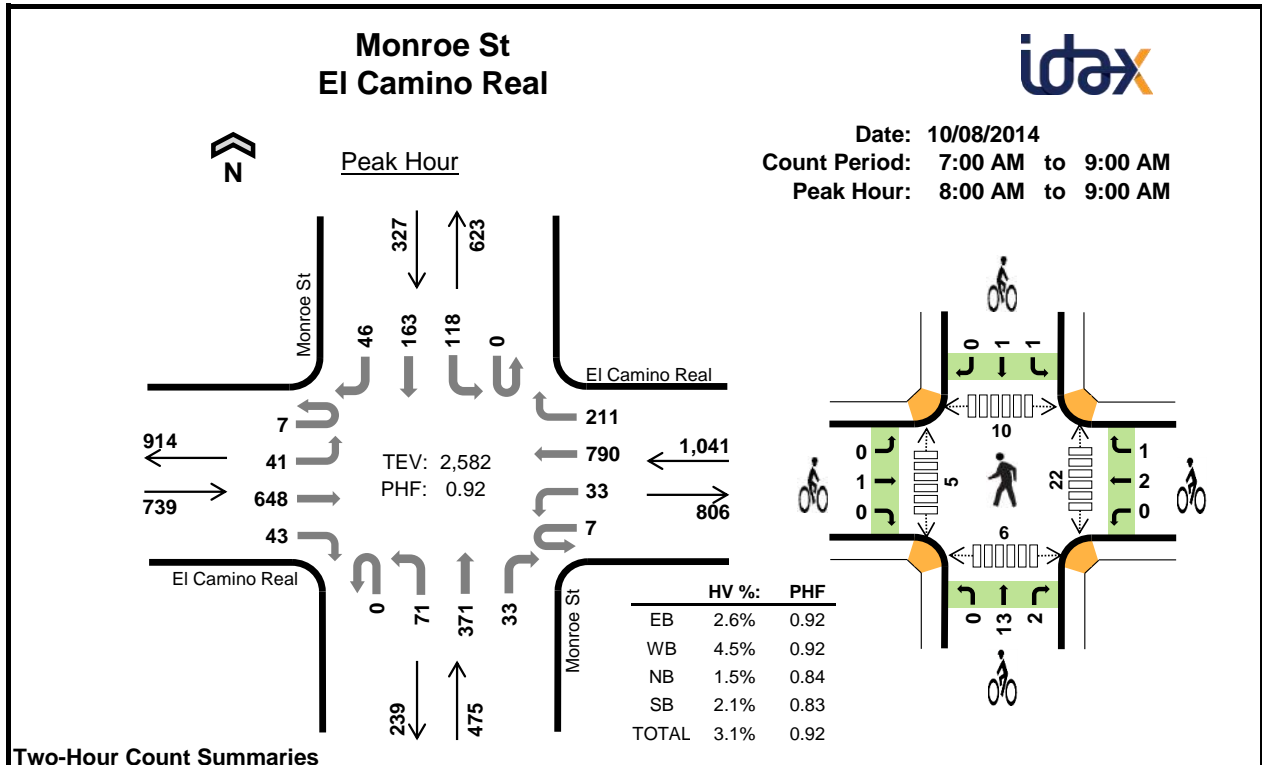 Monroe St
El Camino Real
idax
Date: 10/08/2014
Count Period: 7:00 AM to 9:00 AM
Peak Hour: 8:00 AM to 9:00 AM
N
Peak Hour
327
623
Monroe St
46
163
118
0
El Camino Real
7
41
648
43
914
739
TEV: 2,582
PHF: 0.92
211
790
33
7
1,041
806
El Camino Real
0
71
371
33
Monroe St
239
475
HV %: PHF
EB 2.6% 0.92
WB 4.5% 0.92
NB 1.5% 0.84
SB 2.1% 0.83
TOTAL 3.1% 0.92
0
1
1
10
0
1
0
5
22
1
2
0
6
0
13
2
Two-Hour Count Summaries